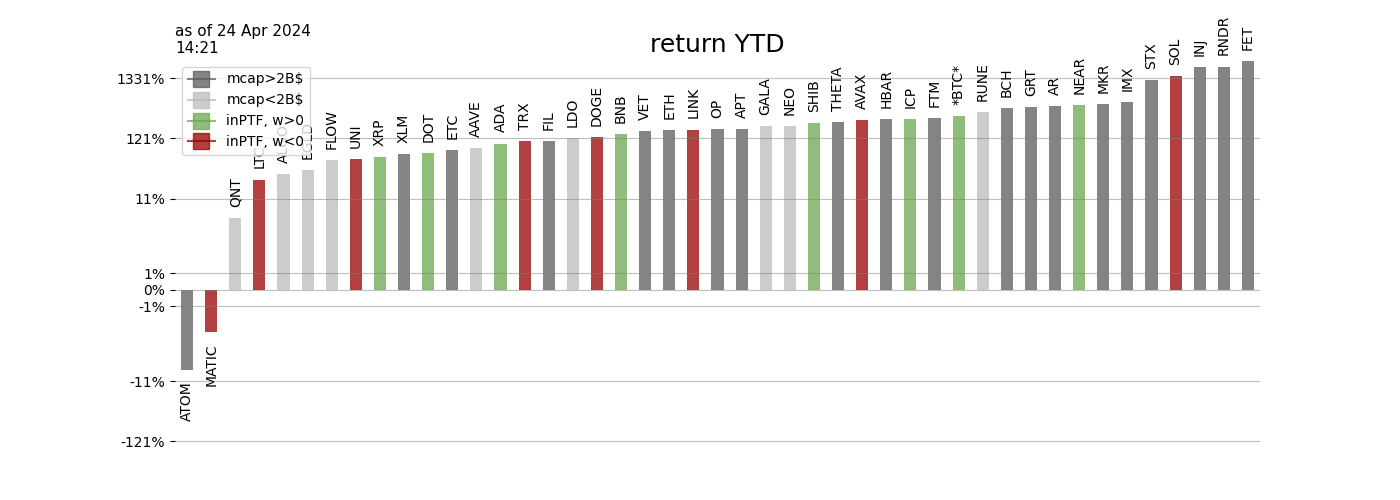 as of 24 Apr 2024
14:21
return YTD
mcap>2B$
mcap<2B$
inPTF, w>0
inPTF, w<0
1331%
121%
11%
1%
0%
-1%
-11%
-121%
ATOM
MATIC
QNT
LTC
EGLD
FLOW
UNI
XRP
XLM
DOT
ETC
AAVE
ADA
TRX
FIL
LDO
DOGE
BNB
VET
ETH
LINK
OP
APT
GALA
NEO
SHIB
THETA
AVAX
HBAR
ICP
FTM
*BTC*
RUNE
BCH
GRT
AR
NEAR
MKR
IMX
STX
SOL
INJ
RNDR
FET